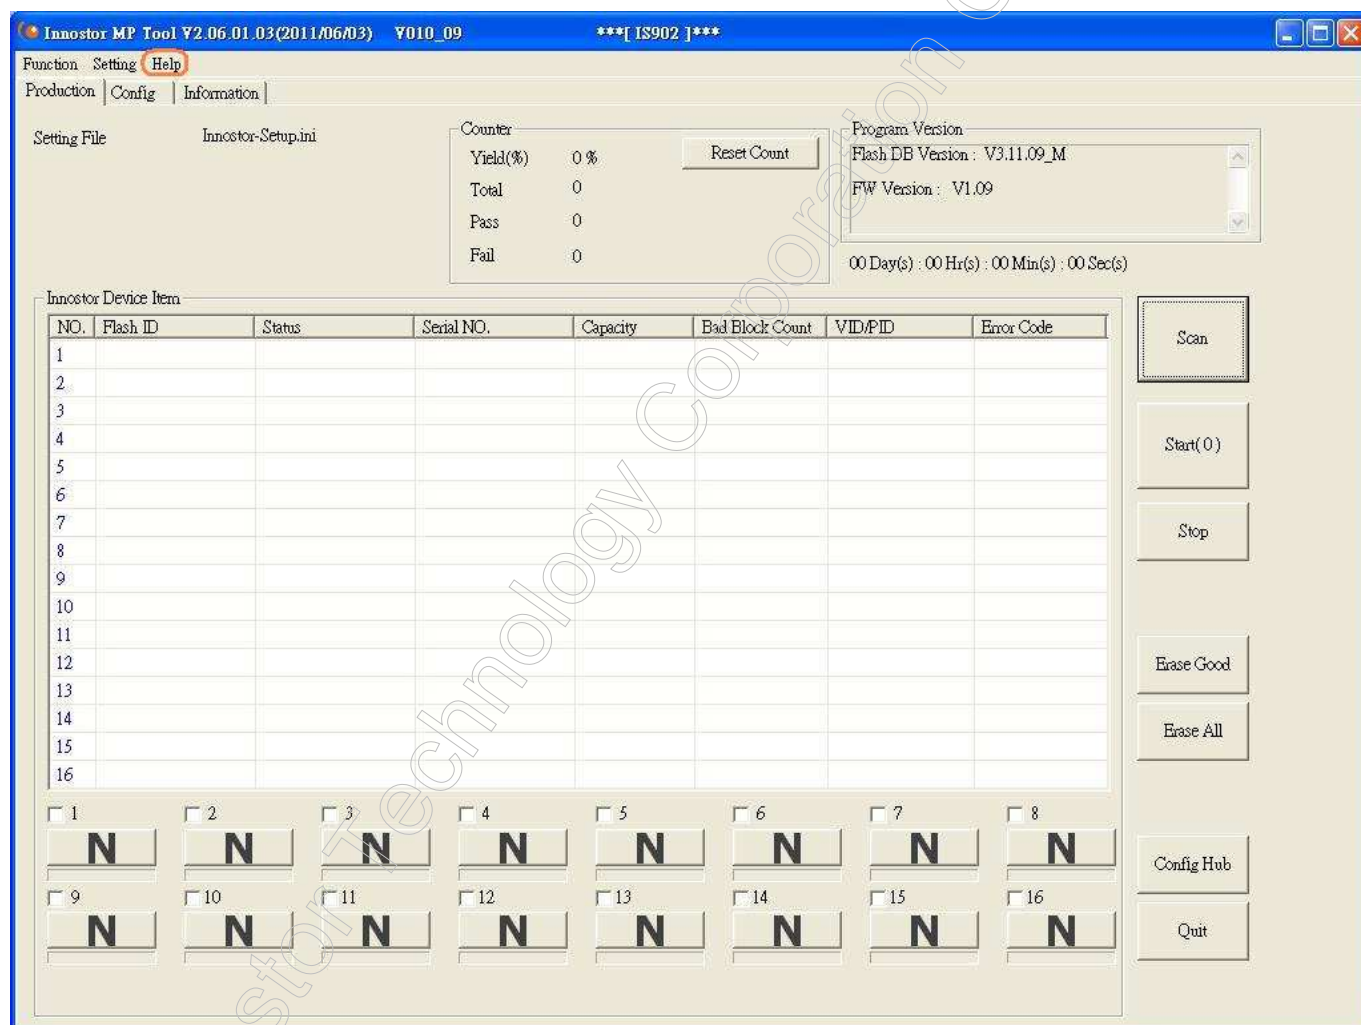 Innostor MP Tool V2.06.01.03(2011/06/03) V010_09 ***[ IS902 ]***
Function Setting Help
Production Config Information
Setting File Innostor-Setup.ini
Counter
Yield(%) 0 %
Reset Count
Total 0
Pass 0
Fail 0
Program Version
Flash DB Version : V3.11.09_M
FW Version : V1.09
00 Day(s) : 00 Hr(s) : 00 Min(s) : 00 Sec(s)
Innostor Device Item
NO. Flash ID Status Serial NO. Capacity Bad Block Count VID/PID Error Code
1
2
3
4
5
6
7
8
9
10
11
12
13
14
15
16
Scan
Start( 0 )
Stop
Erase Good
Erase All
Config Hub
Quit
1 2 3 4 5 6 7 8
N N N N N N N N
9 10 11 12 13 14 15 16
N N N N N N N N
stor Technology Corporation